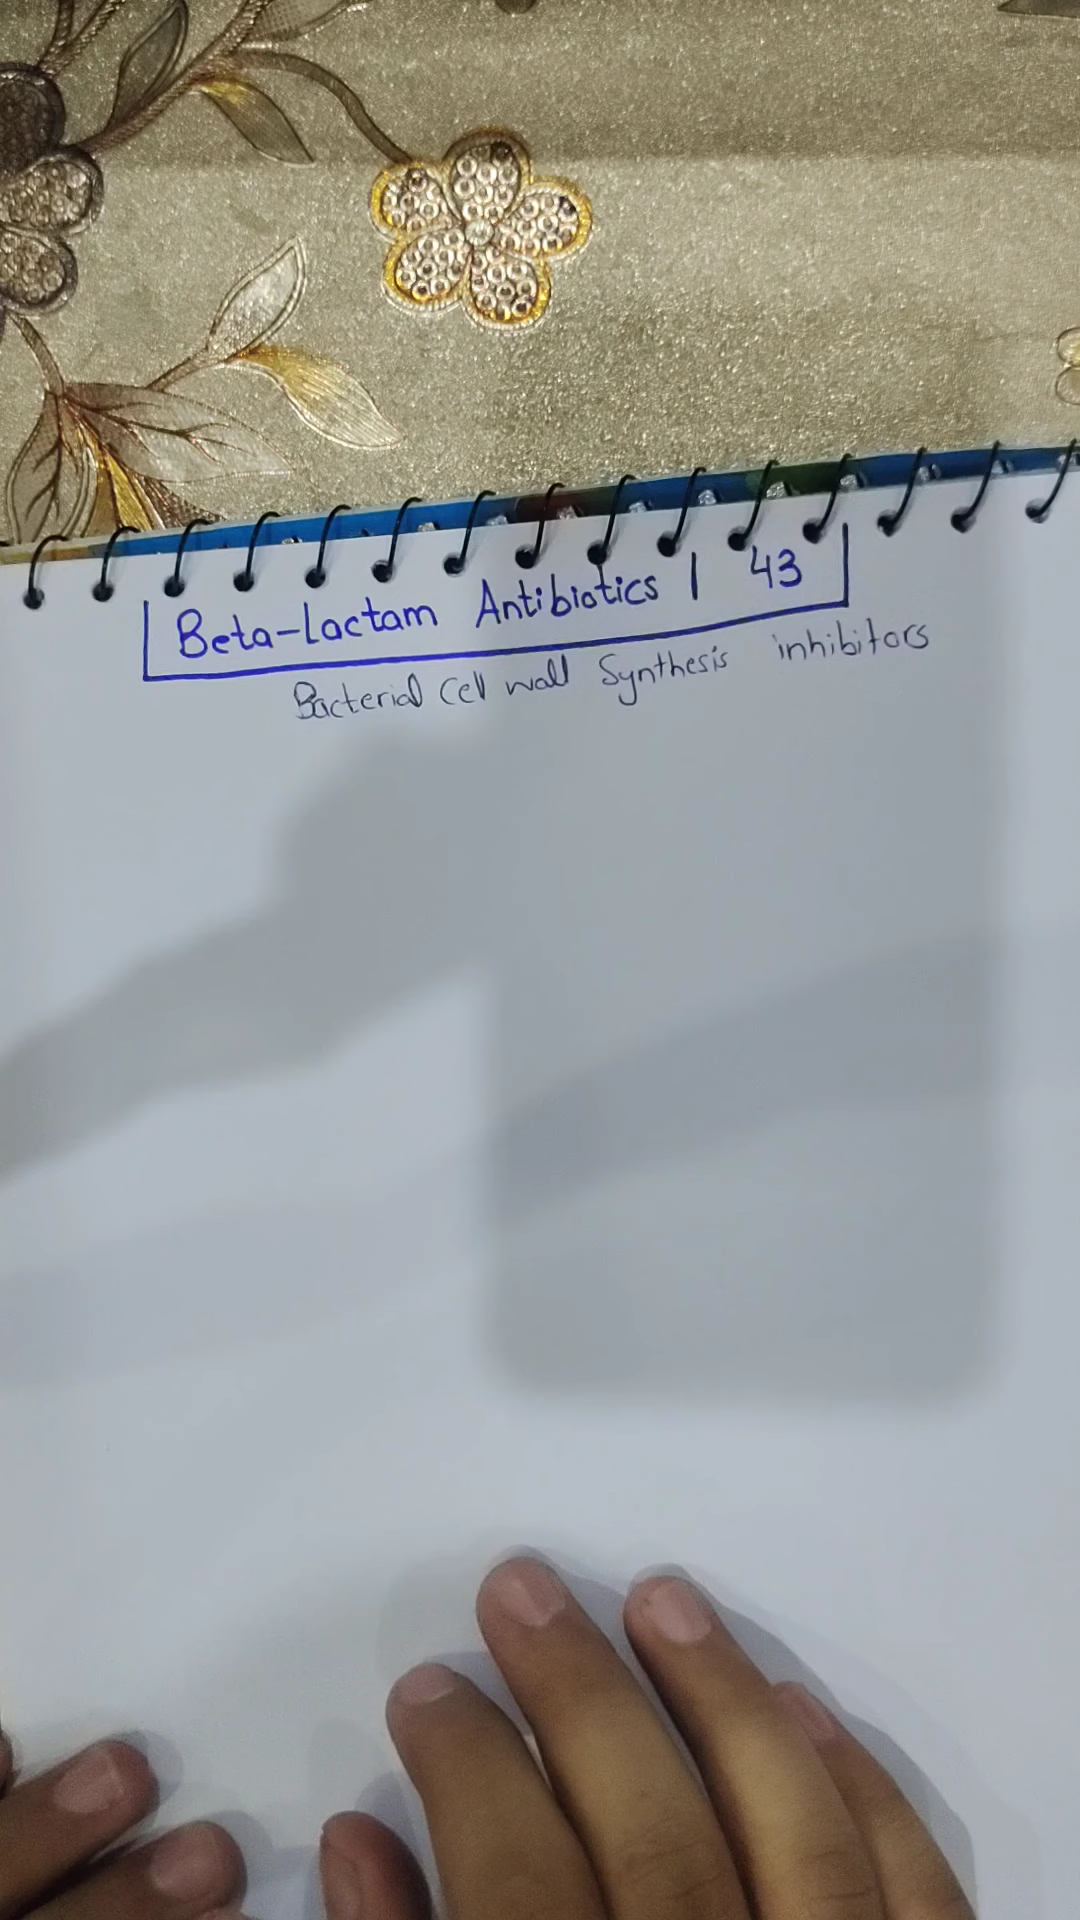 Beta-Lactam Antibiotics | 43
Bacterial Cell wall Synthesis inhibitors